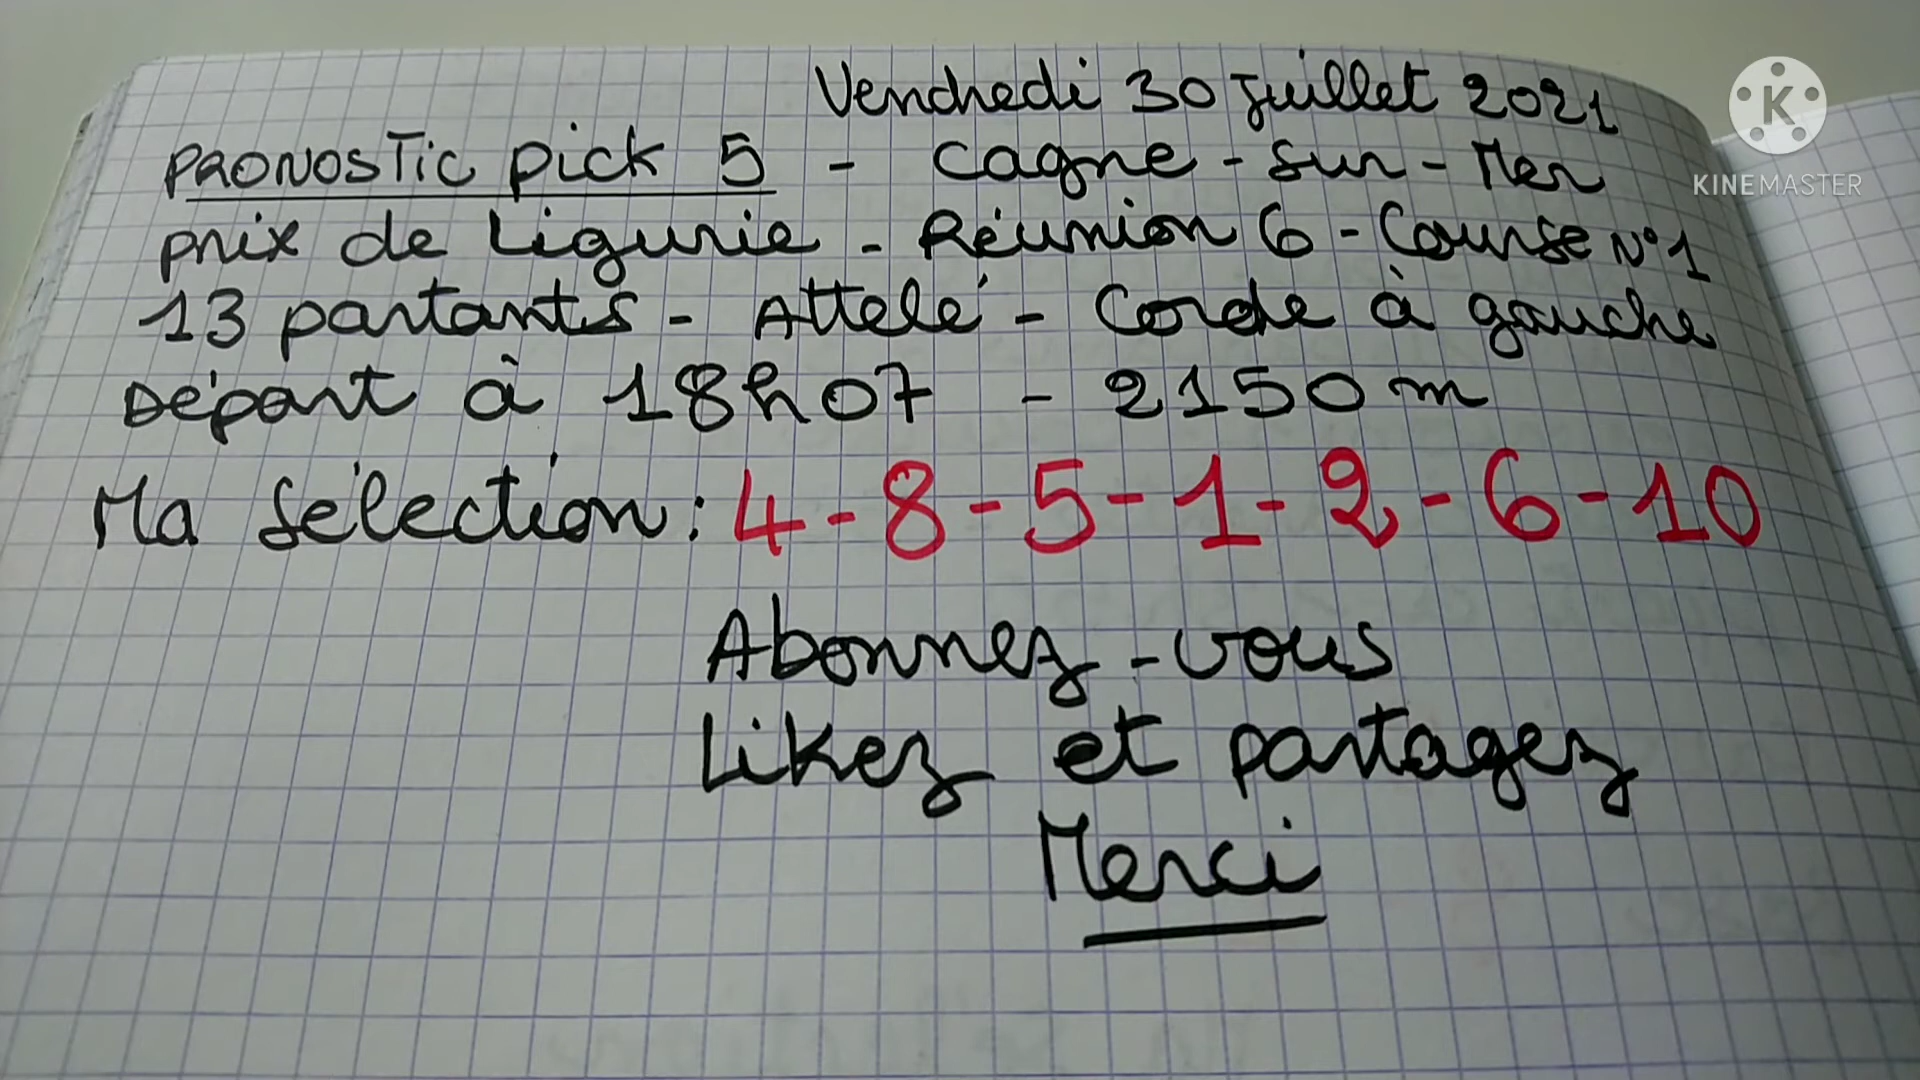 Vendredi 30 Juillet 2021
PRONOSTIC PICK 5 - Cagne-sur-Mer
prix de Ligurie - Réunion 6 - Course N°1
13 partants - Attelé - Corde à gauche
Départ à 18h07 - 2150 m
Ma sélection : 4 - 8 - 5 - 1 - 2 - 6 - 10
Abonnez-vous
Likez et partagez
Merci
K
KINEMASTER